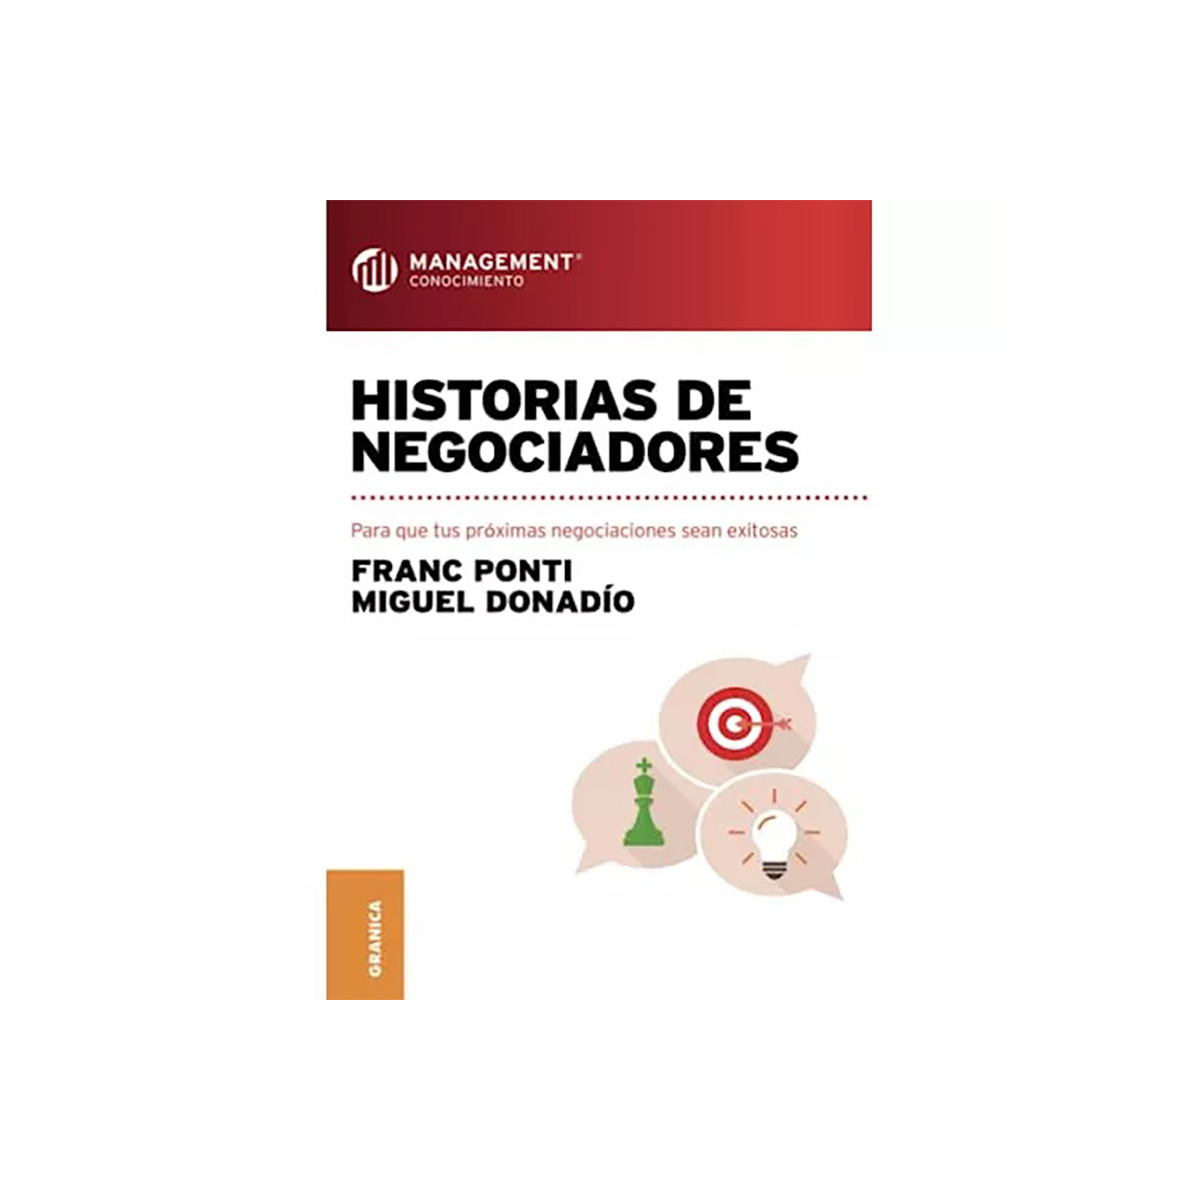 MANAGEMENT®
CONOCIMIENTO
HISTORIAS DE
NEGOCIADORES
Para que tus próximas negociaciones sean exitosas
FRANC PONTI
MIGUEL DONADÍO
GRANICA